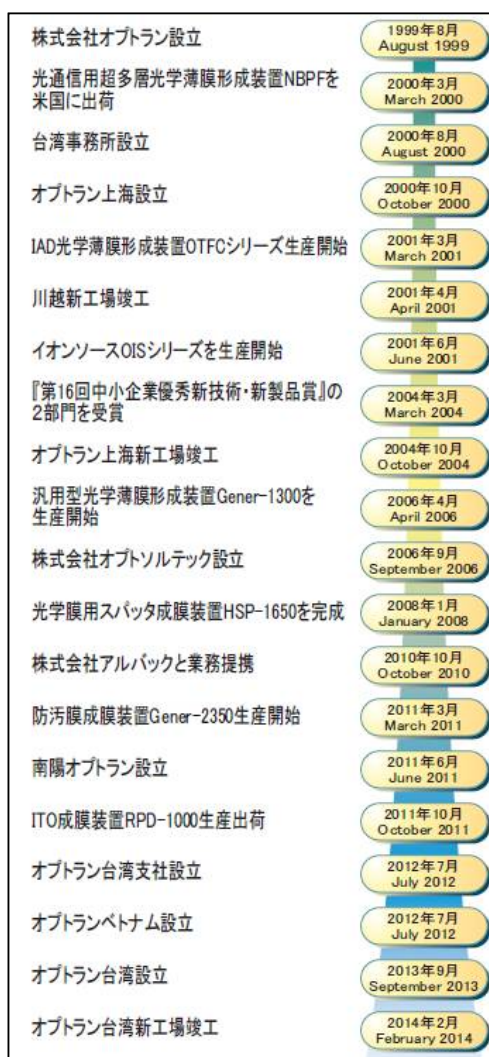 株式会社オプトラン設立
1999年8月
August 1999
光通信用超多層光学薄膜形成装置NBPFを
米国に出荷
2000年3月
March 2000
台湾事務所設立
2000年8月
August 2000
オプトラン上海設立
2000年10月
October 2000
IAD光学薄膜形成装置OTFCシリーズ生産開始
2001年3月
March 2001
川越新工場竣工
2001年4月
April 2001
イオンソースOISシリーズを生産開始
2001年6月
June 2001
『第16回中小企業優秀新技術・新製品賞』の
2部門を受賞
2004年3月
March 2004
オプトラン上海新工場竣工
2004年10月
October 2004
汎用型光学薄膜形成装置Gener-1300を
生産開始
2006年4月
April 2006
株式会社オプトソルテック設立
2006年9月
September 2006
光学膜用スパッタ成膜装置HSP-1650を完成
2008年1月
January 2008
株式会社アルバックと業務提携
2010年10月
October 2010
防汚膜成膜装置Gener-2350生産開始
2011年3月
March 2011
南陽オプトラン設立
2011年6月
June 2011
ITO成膜装置RPD-1000生産出荷
2011年10月
October 2011
オプトラン台湾支社設立
2012年7月
July 2012
オプトランベトナム設立
2012年7月
July 2012
オプトラン台湾設立
2013年9月
September 2013
オプトラン台湾新工場竣工
2014年2月
February 2014